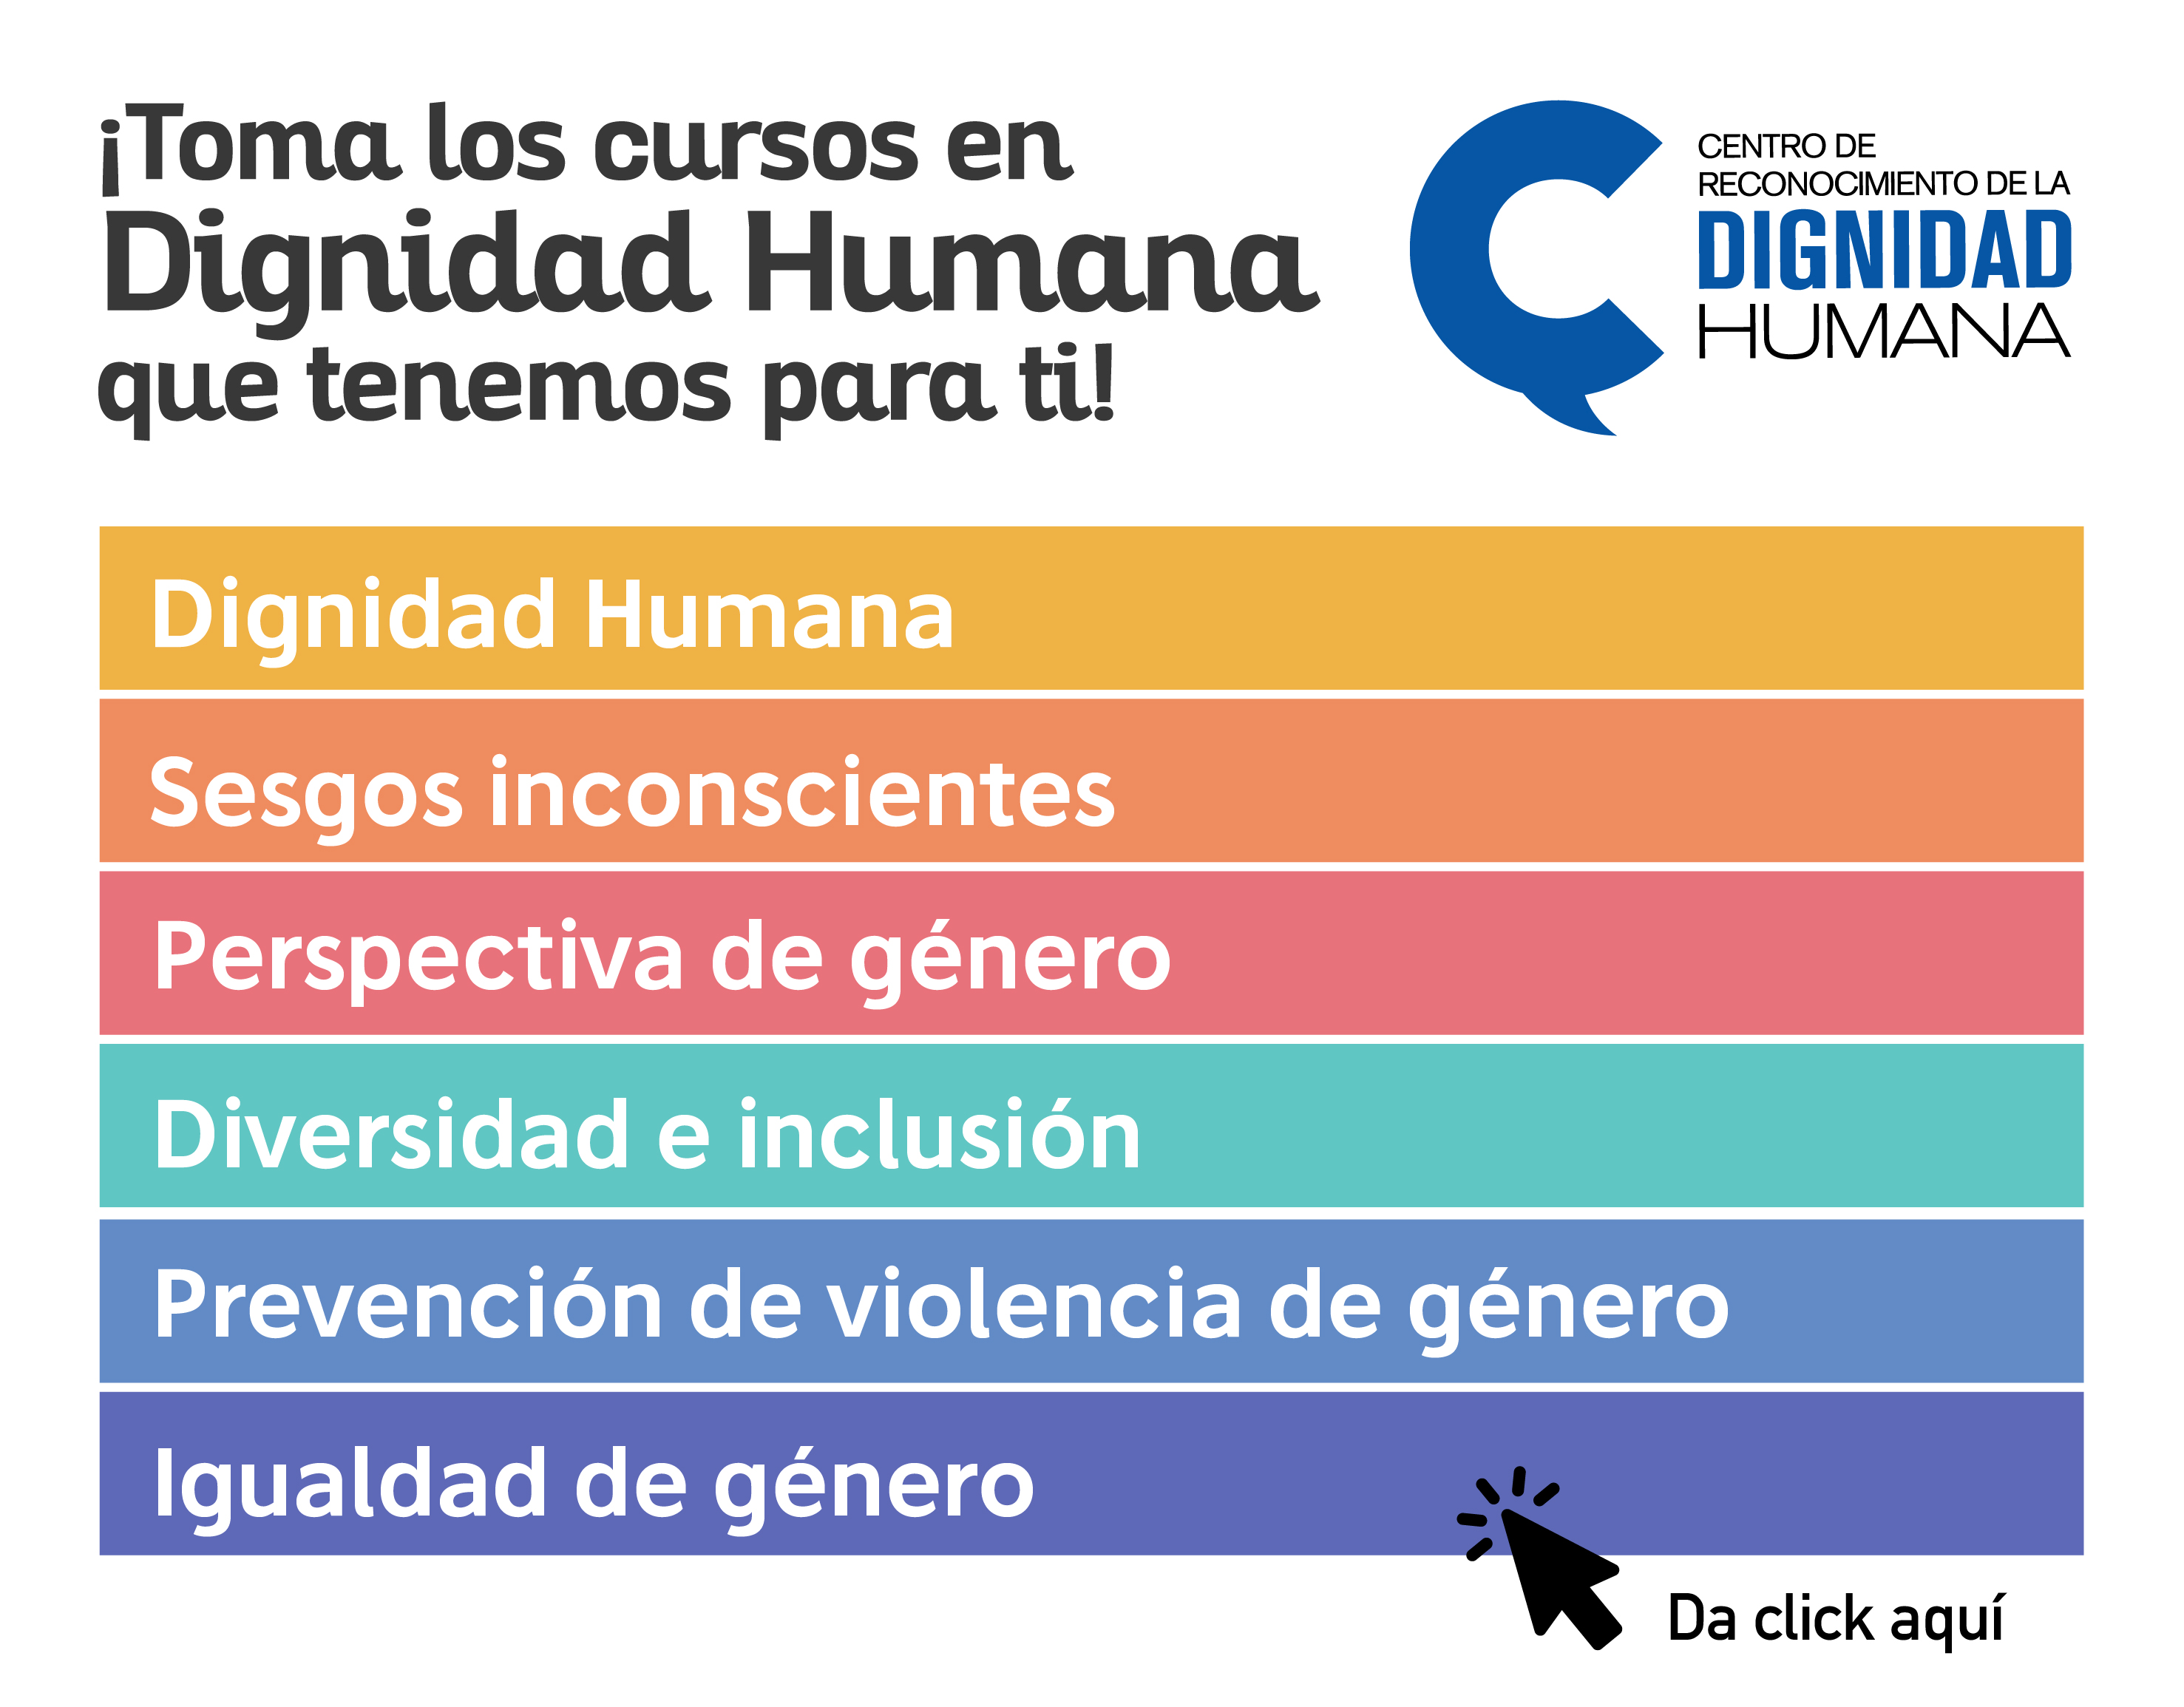 ¡Toma los cursos en
Dignidad Humana
que tenemos para ti!
CENTRO DE
RECONOCIMIENTO DE LA
DIGNIDAD
HUMANA
Dignidad Humana
Sesgos inconscientes
Perspectiva de género
Diversidad e inclusión
Prevención de violencia de género
Igualdad de género
Da click aquí